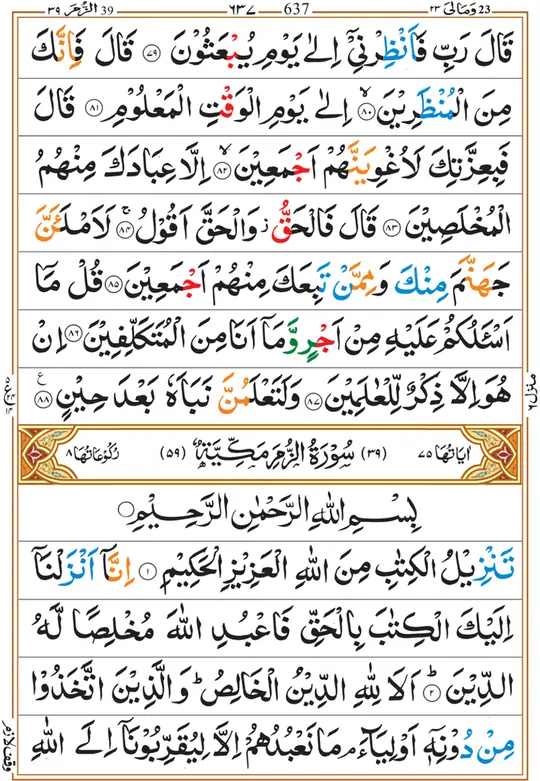 وَمَالِیَ ٢٣ 23 637 ٦٣٧ 39 الزُّمَر ٣٩
قَالَ رَبِّ فَاَنْظِرْنِیْۤ اِلٰی یَوْمِ یُبْعَثُوْنَ ﴿٧٩﴾ قَالَ فَاِنَّكَ
مِنَ الْمُنْظَرِیْنَ ۙ﴿٨٠﴾ اِلٰی یَوْمِ الْوَقْتِ الْمَعْلُوْمِ ﴿٨١﴾ قَالَ
فَبِعِزَّتِكَ لَاُغْوِیَنَّهُمْ اَجْمَعِیْنَ ۙ﴿٨٢﴾ اِلَّا عِبَادَكَ مِنْهُمُ
الْمُخْلَصِیْنَ ﴿٨٣﴾ قَالَ فَالْحَقُّ ؗ وَالْحَقَّ اَقُوْلُ ۚ﴿٨٤﴾ لَاَمْلَـَٔنَّ
جَهَنَّمَ مِنْكَ وَمِمَّنْ تَبِعَكَ مِنْهُمْ اَجْمَعِیْنَ ﴿٨٥﴾ قُلْ مَاۤ
اَسْـَٔلُكُمْ عَلَیْهِ مِنْ اَجْرٍ وَّمَاۤ اَنَا مِنَ الْمُتَكَلِّفِیْنَ ﴿٨٦﴾ اِنْ
هُوَ اِلَّا ذِكْرٌ لِّلْعٰلَمِیْنَ ﴿٨٧﴾ وَلَتَعْلَمُنَّ نَبَاَهٗ بَعْدَ حِیْنٍ ﴿٨٨﴾ ع
منزل ٦
اٰیَاتُهَا ٧٥ (٣٩) سُوْرَةُ الزُّمَرِ مَكِّیَّةٌ (٥٩) رُكُوْعَاتُهَا ٨
بِسْمِ اللّٰهِ الرَّحْمٰنِ الرَّحِیْمِ
تَنْزِیْلُ الْكِتٰبِ مِنَ اللّٰهِ الْعَزِیْزِ الْحَكِیْمِ ﴿١﴾ اِنَّاۤ اَنْزَلْنَاۤ
اِلَیْكَ الْكِتٰبَ بِالْحَقِّ فَاعْبُدِ اللّٰهَ مُخْلِصًا لَّهُ
الدِّیْنَ ؕ﴿٢﴾ اَلَا لِلّٰهِ الدِّیْنُ الْخَالِصُ ؕ وَالَّذِیْنَ اتَّخَذُوْا
مِنْ دُوْنِهٖۤ اَوْلِیَآءَ ۘ مَا نَعْبُدُهُمْ اِلَّا لِیُقَرِّبُوْنَاۤ اِلَی اللّٰهِ
وقف لازم